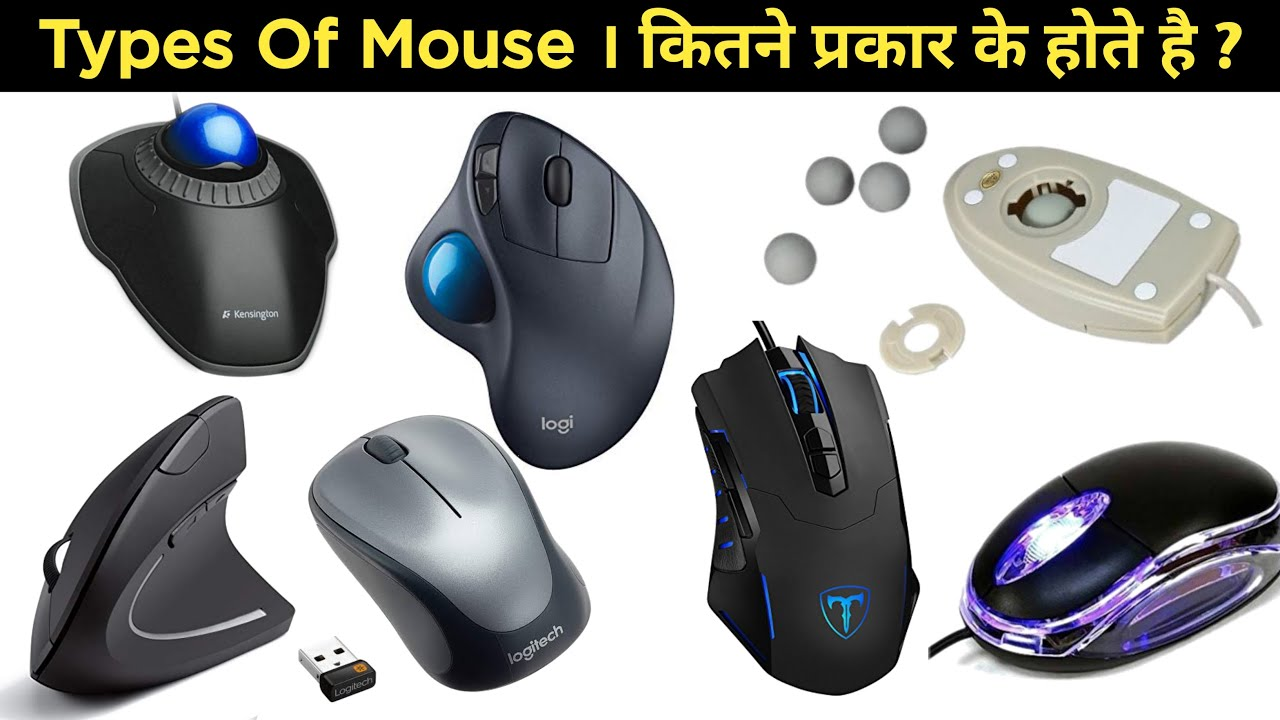 Types Of Mouse । कितने प्रकार के होते है ?
Kensington
logi
logitech
Logitech